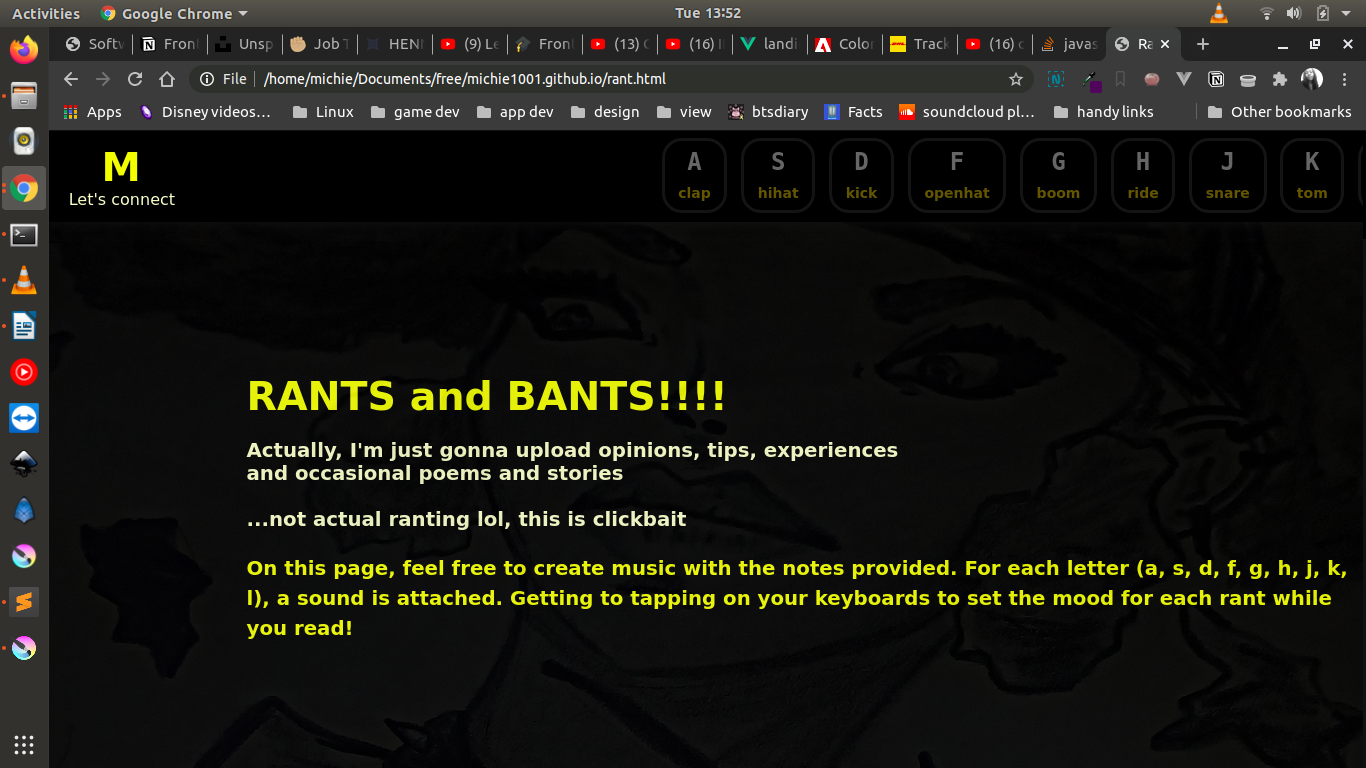 Activities
Google Chrome
Tue 13:52
Softw
Front
Unsp
Job T
HENN
(9) Le
Front
(13) C
landi
Color
Track
(16) c
javas
Ra
File
/home/michie/Documents/free/michie1001.github.io/rant.html
Apps
Disney videos...
Linux
game dev
app dev
design
view
btsdiary
Facts
soundcloud pl...
handy links
Other bookmarks
M
Let's connect
A
clap
S
hihat
D
kick
F
openhat
G
boom
H
ride
J
snare
K
tom
RANTS and BANTS!!!!
Actually, I'm just gonna upload opinions, tips, experiences
and occasional poems and stories
...not actual ranting lol, this is clickbait
On this page, feel free to create music with the notes provided. For each letter (a, s, d, f, g, h, j, k,
l), a sound is attached. Getting to tapping on your keyboards to set the mood for each rant while
you read!